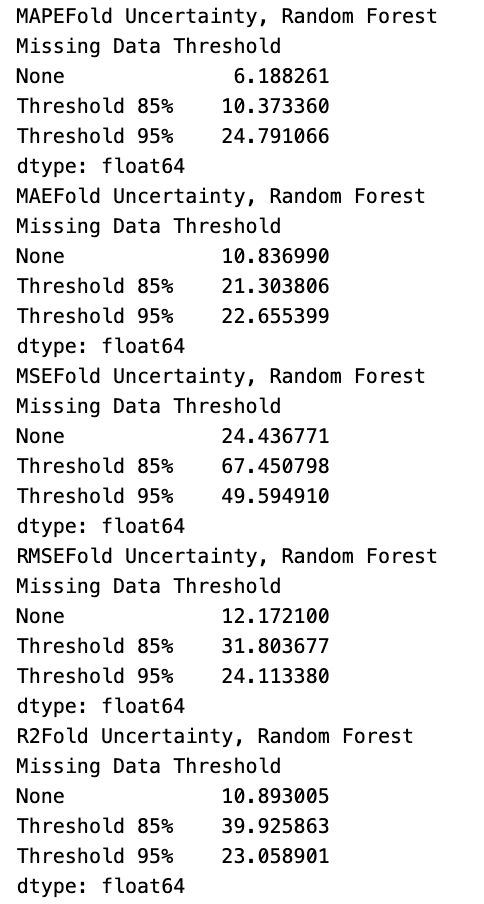 MAPEFold Uncertainty, Random Forest
Missing Data Threshold
None              6.188261
Threshold 85%    10.373360
Threshold 95%    24.791066
dtype: float64
MAEFold Uncertainty, Random Forest
Missing Data Threshold
None             10.836990
Threshold 85%    21.303806
Threshold 95%    22.655399
dtype: float64
MSEFold Uncertainty, Random Forest
Missing Data Threshold
None             24.436771
Threshold 85%    67.450798
Threshold 95%    49.594910
dtype: float64
RMSEFold Uncertainty, Random Forest
Missing Data Threshold
None             12.172100
Threshold 85%    31.803677
Threshold 95%    24.113380
dtype: float64
R2Fold Uncertainty, Random Forest
Missing Data Threshold
None             10.893005
Threshold 85%    39.925863
Threshold 95%    23.058901
dtype: float64